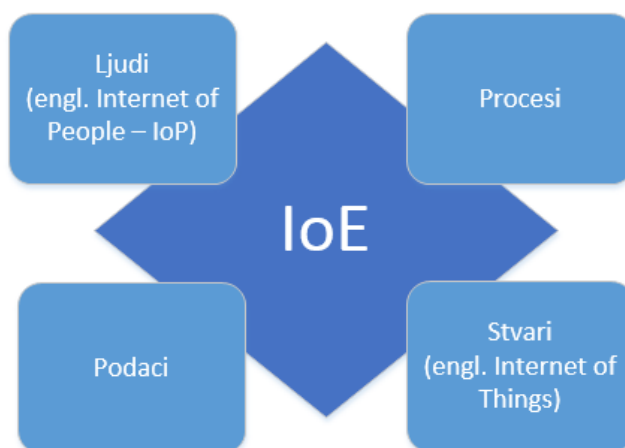 Ljudi
(engl. Internet of
People – IoP)
Procesi
IoE
Podaci
Stvari
(engl. Internet of
Things)